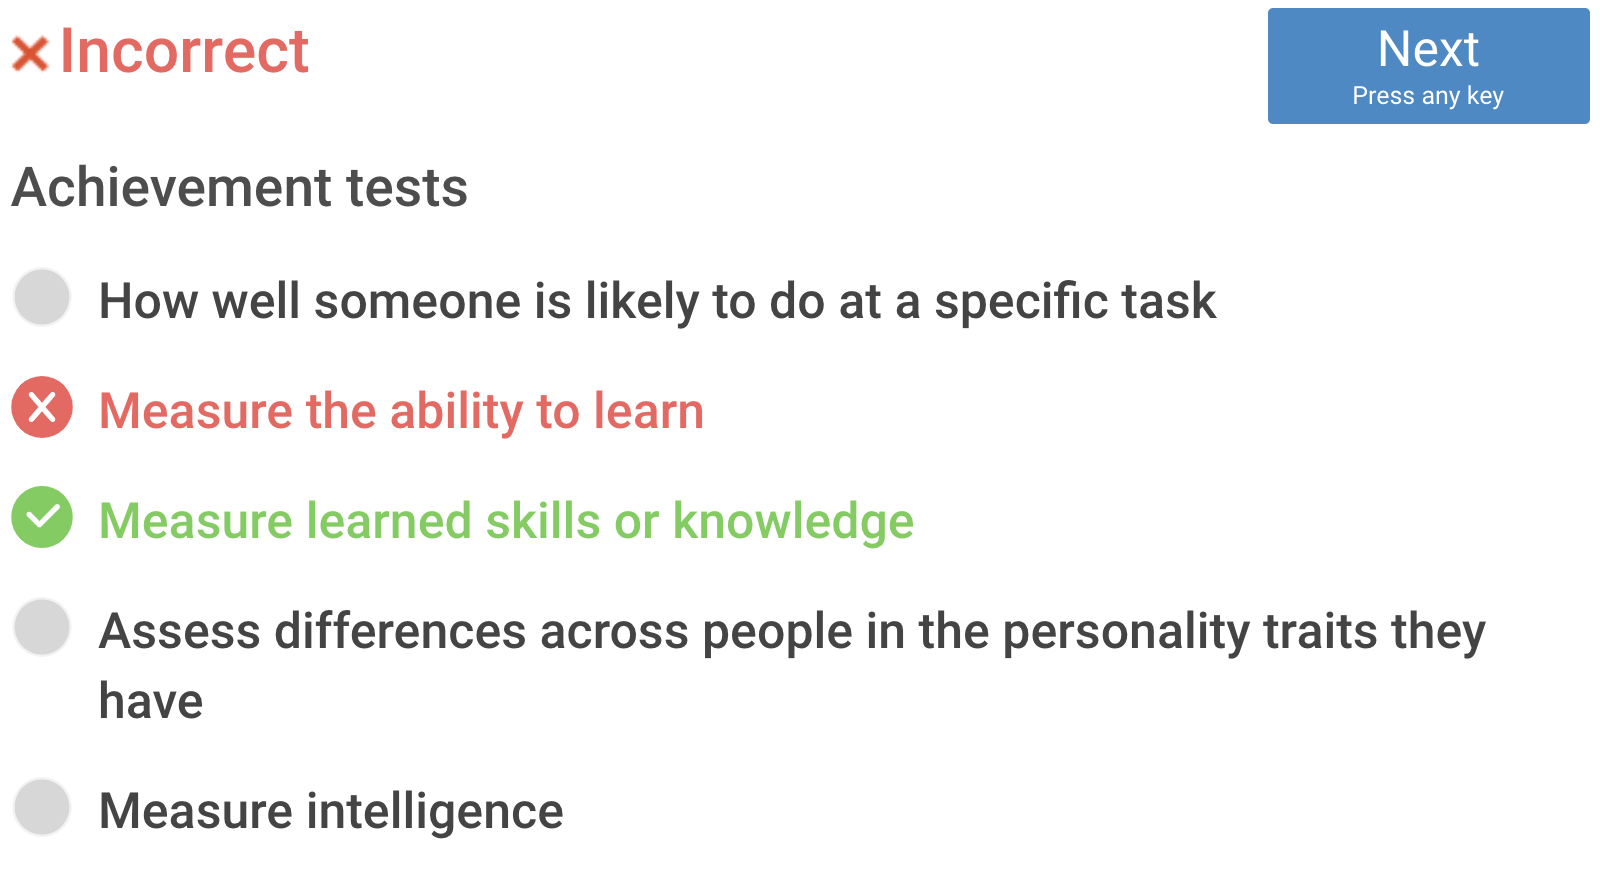 Incorrect
Next
Press any key
Achievement tests
How well someone is likely to do at a specific task
Measure the ability to learn
Measure learned skills or knowledge
Assess differences across people in the personality traits they
have
Measure intelligence